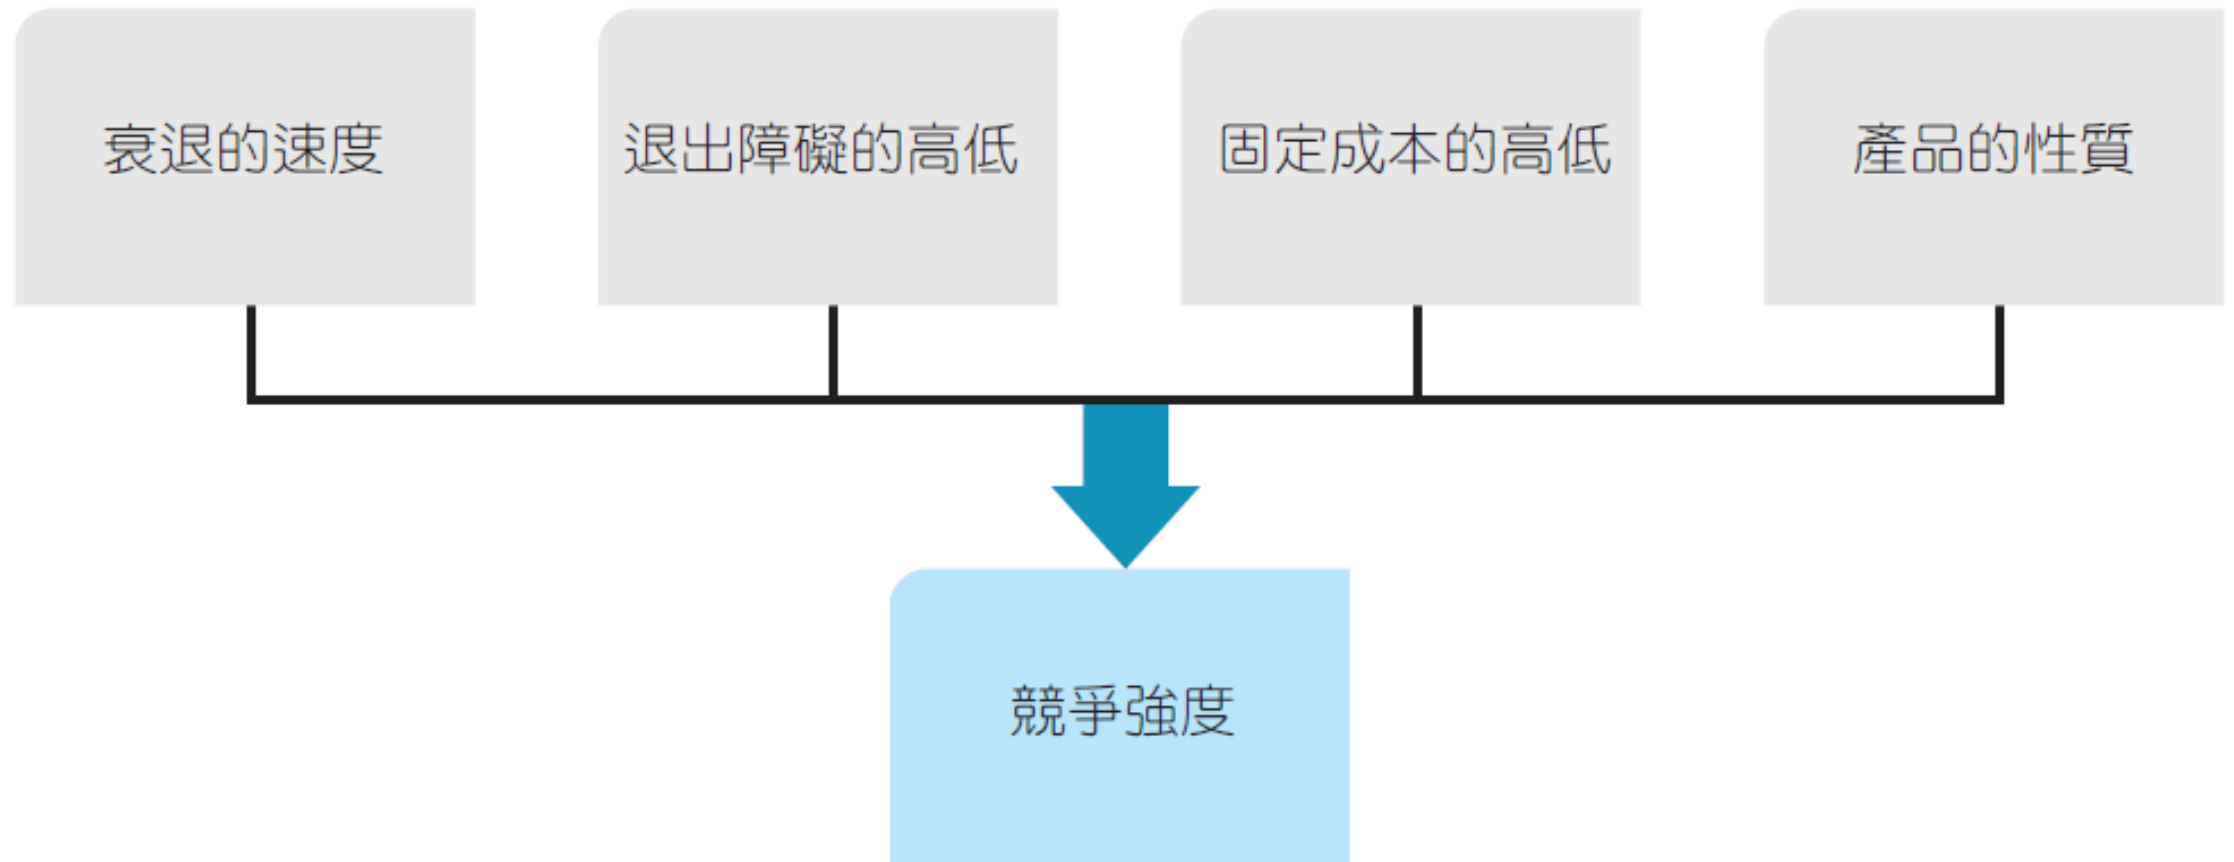 衰退的速度
退出障礙的高低
固定成本的高低
產品的性質
競爭強度